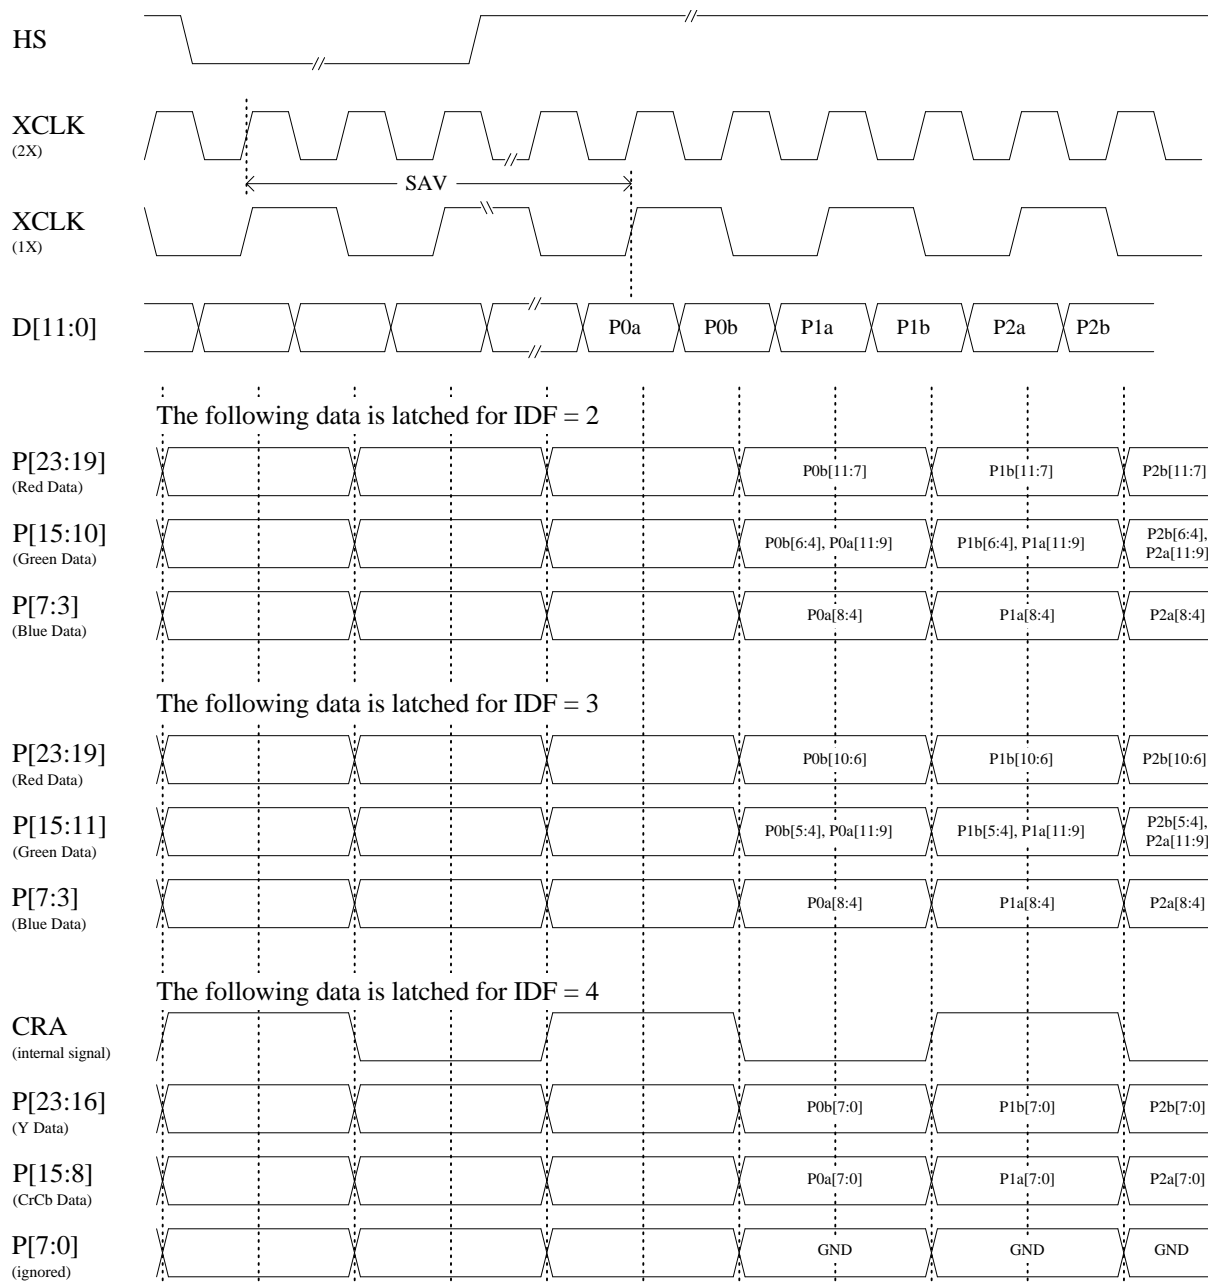 HS
XCLK
(2X)
SAV
XCLK
(1X)
D[11:0]
P0a
P0b
P1a
P1b
P2a
P2b
The following data is latched for IDF = 2
P[23:19]
(Red Data)
P0b[11:7]
P1b[11:7]
P2b[11:7]
P[15:10]
(Green Data)
P0b[6:4], P0a[11:9]
P1b[6:4], P1a[11:9]
P2b[6:4],
P2a[11:9]
P[7:3]
(Blue Data)
P0a[8:4]
P1a[8:4]
P2a[8:4]
The following data is latched for IDF = 3
P[23:19]
(Red Data)
P0b[10:6]
P1b[10:6]
P2b[10:6]
P[15:11]
(Green Data)
P0b[5:4], P0a[11:9]
P1b[5:4], P1a[11:9]
P2b[5:4],
P2a[11:9]
P[7:3]
(Blue Data)
P0a[8:4]
P1a[8:4]
P2a[8:4]
The following data is latched for IDF = 4
CRA
(internal signal)
P[23:16]
(Y Data)
P0b[7:0]
P1b[7:0]
P2b[7:0]
P[15:8]
(CrCb Data)
P0a[7:0]
P1a[7:0]
P2a[7:0]
P[7:0]
(ignored)
GND
GND
GND